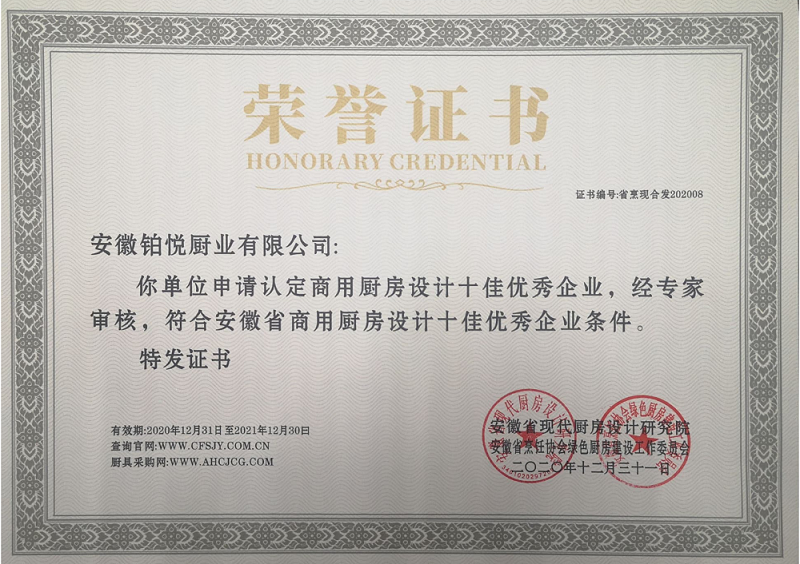 荣誉证书
HONORARY CREDENTIAL
证书编号:省烹现合发202008
安徽铂悦厨业有限公司:
你单位申请认定商用厨房设计十佳优秀企业，经专家
审核，符合安徽省商用厨房设计十佳优秀企业条件。
特发证书
有效期:2020年12月31日至2021年12月30日
查询官网:WWW.CFSJY.COM.CN
厨具采购网:WWW.AHCJCG.COM
安徽省现代厨房设计研究院
安徽省烹饪协会绿色厨房建设工作委员会
二〇二〇年十二月三十一日